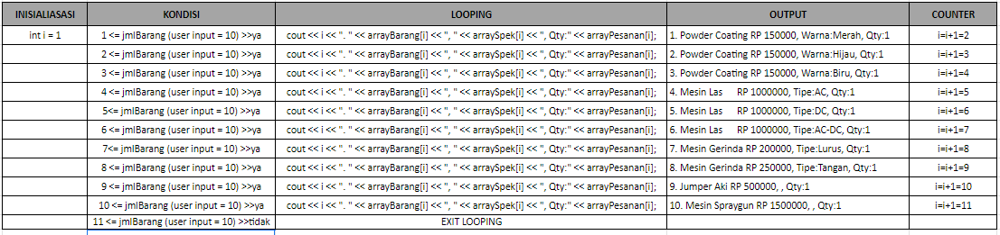 INISIALIASASI KONDISI LOOPING OUTPUT COUNTER
int i = 1 1 <= jmlBarang (user input = 10) >>ya cout << i << ". " << arrayBarang[i] << ", " << arraySpek[i] << ", Qty:" << arrayPesanan[i]; 1. Powder Coating RP 150000, Warna:Merah, Qty:1 i=i+1=2
2 <= jmlBarang (user input = 10) >>ya cout << i << ". " << arrayBarang[i] << ", " << arraySpek[i] << ", Qty:" << arrayPesanan[i]; 2. Powder Coating RP 150000, Warna:Hijau, Qty:1 i=i+1=3
3 <= jmlBarang (user input = 10) >>ya cout << i << ". " << arrayBarang[i] << ", " << arraySpek[i] << ", Qty:" << arrayPesanan[i]; 3. Powder Coating RP 150000, Warna:Biru, Qty:1 i=i+1=4
4 <= jmlBarang (user input = 10) >>ya cout << i << ". " << arrayBarang[i] << ", " << arraySpek[i] << ", Qty:" << arrayPesanan[i]; 4. Mesin Las RP 1000000, Tipe:AC, Qty:1 i=i+1=5
5<= jmlBarang (user input = 10) >>ya cout << i << ". " << arrayBarang[i] << ", " << arraySpek[i] << ", Qty:" << arrayPesanan[i]; 5. Mesin Las RP 1000000, Tipe:DC, Qty:1 i=i+1=6
6 <= jmlBarang (user input = 10) >>ya cout << i << ". " << arrayBarang[i] << ", " << arraySpek[i] << ", Qty:" << arrayPesanan[i]; 6. Mesin Las RP 1000000, Tipe:AC-DC, Qty:1 i=i+1=7
7<= jmlBarang (user input = 10) >>ya cout << i << ". " << arrayBarang[i] << ", " << arraySpek[i] << ", Qty:" << arrayPesanan[i]; 7. Mesin Gerinda RP 200000, Tipe:Lurus, Qty:1 i=i+1=8
8 <= jmlBarang (user input = 10) >>ya cout << i << ". " << arrayBarang[i] << ", " << arraySpek[i] << ", Qty:" << arrayPesanan[i]; 8. Mesin Gerinda RP 250000, Tipe:Tangan, Qty:1 i=i+1=9
9 <= jmlBarang (user input = 10) >>ya cout << i << ". " << arrayBarang[i] << ", " << arraySpek[i] << ", Qty:" << arrayPesanan[i]; 9. Jumper Aki RP 500000, , Qty:1 i=i+1=10
10 <= jmlBarang (user input = 10) >>ya cout << i << ". " << arrayBarang[i] << ", " << arraySpek[i] << ", Qty:" << arrayPesanan[i]; 10. Mesin Spraygun RP 1500000, , Qty:1 i=i+1=11
11 <= jmlBarang (user input = 10) >>tidak EXIT LOOPING